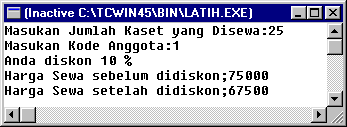 (Inactive C:\TCWIN45\BIN\LATIH.EXE)
Masukan Jumlah Kaset yang Disewa:25
Masukan Kode Anggota:1
Anda diskon 10 %
Harga Sewa sebelum didiskon;75000
Harga Sewa setelah didiskon;67500